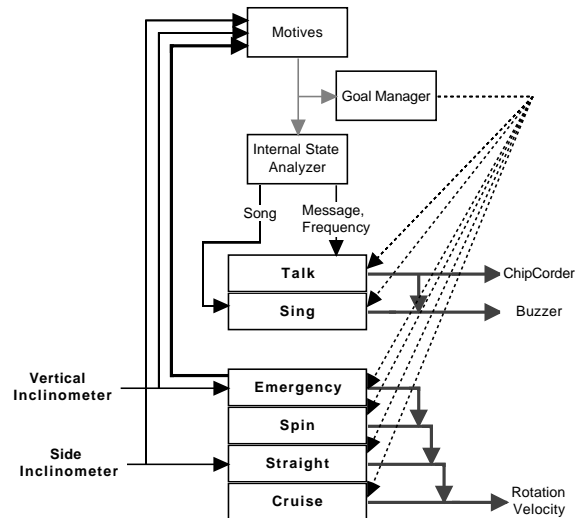 Motives
Goal Manager
Internal State
Analyzer
Song
Message,
Frequency
Talk
ChipCorder
Sing
Buzzer
Vertical
Inclinometer
Emergency
Spin
Side
Inclinometer
Straight
Cruise
Rotation
Velocity